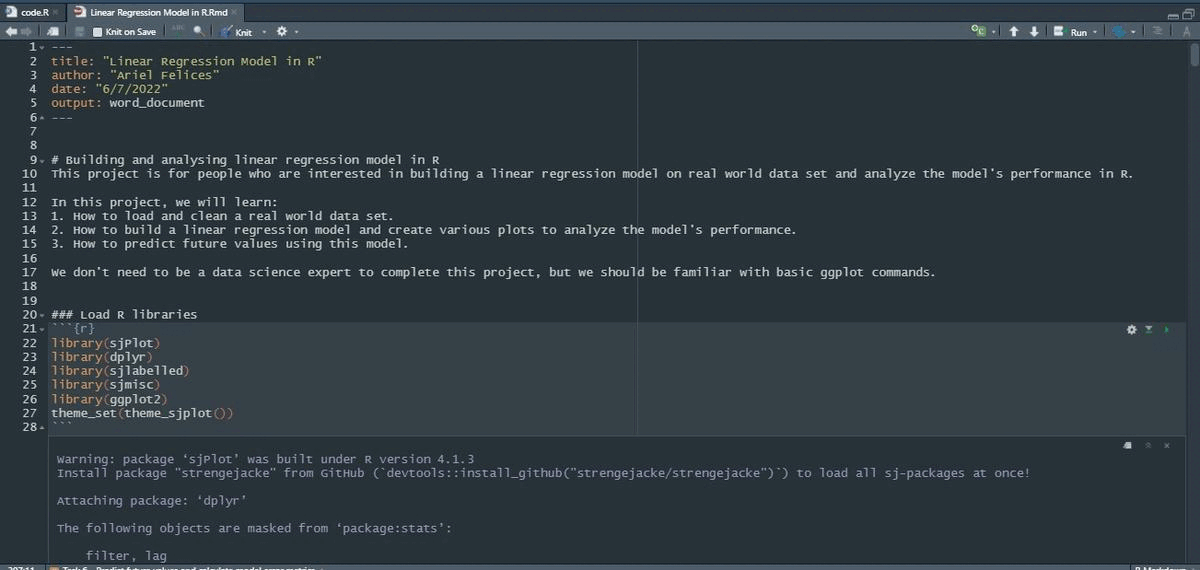 code.R
Linear Regression Model in R.Rmd
Knit on Save
ABC
Knit
Run
1 ---
2 title: "Linear Regression Model in R"
3 author: "Ariel Felices"
4 date: "6/7/2022"
5 output: word_document
6 ---
7
8
9 # Building and analysing linear regression model in R
10 This project is for people who are interested in building a linear regression model on real world data set and analyze the model's performance in R.
11
12 In this project, we will learn:
13 1. How to load and clean a real world data set.
14 2. How to build a linear regression model and create various plots to analyze the model's performance.
15 3. How to predict future values using this model.
16
17 We don't need to be a data science expert to complete this project, but we should be familiar with basic ggplot commands.
18
19
20 ### Load R libraries
21 ```{r}
22 library(sjPlot)
23 library(dplyr)
24 library(sjlabelled)
25 library(sjmisc)
26 library(ggplot2)
27 theme_set(theme_sjplot())
28 ```
Warning: package ‘sjPlot’ was built under R version 4.1.3
Install package "strengejacke" from GitHub (`devtools::install_github("strengejacke/strengejacke")`) to load all sj-packages at once!
Attaching package: ‘dplyr’
The following objects are masked from ‘package:stats’:
filter, lag